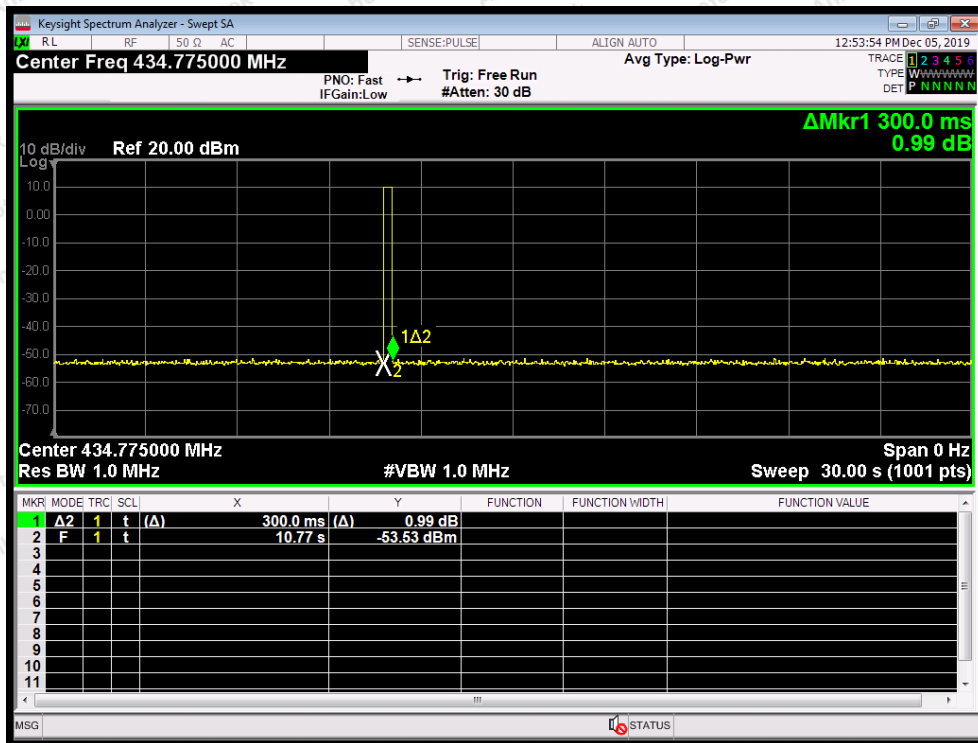 Keysight Spectrum Analyzer - Swept SA
LXI RL RF 50 Ω AC SENSE:PULSE ALIGN AUTO 12:53:54 PM Dec 05, 2019
Center Freq 434.775000 MHz Avg Type: Log-Pwr TRACE 1 2 3 4 5 6
PNO: Fast Trig: Free Run TYPE WWWWWW
IFGain:Low #Atten: 30 dB DET P N N N N N
ΔMkr1 300.0 ms
10 dB/div Ref 20.00 dBm 0.99 dB
Log
10.0
0.00
-10.0
-20.0
-30.0
-40.0
1Δ2
-50.0
2
-60.0
-70.0
Center 434.775000 MHz Span 0 Hz
Res BW 1.0 MHz #VBW 1.0 MHz Sweep 30.00 s (1001 pts)
MKR MODE TRC SCL X Y FUNCTION FUNCTION WIDTH FUNCTION VALUE
1 Δ2 1 t (Δ) 300.0 ms (Δ) 0.99 dB
2 F 1 t 10.77 s -53.53 dBm
3
4
5
6
7
8
9
10
11
MSG STATUS